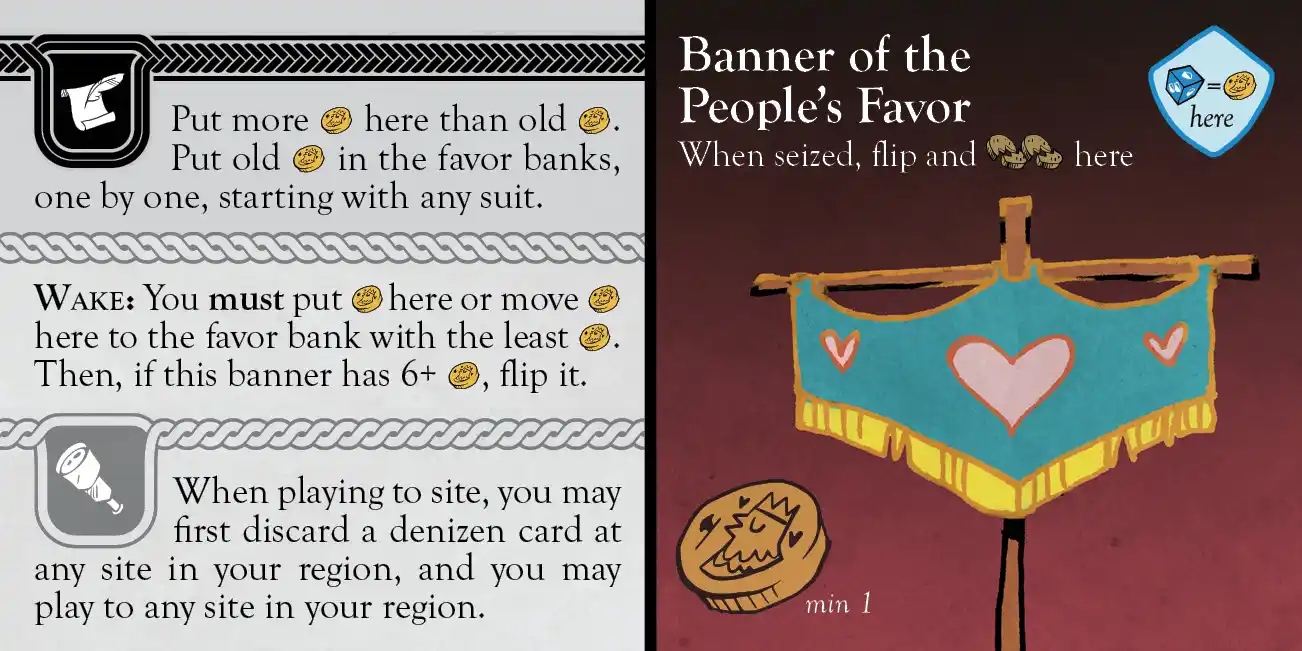 Put more here than old .
Put old in the favor banks,
one by one, starting with any suit.
WAKE: You must put here or move
here to the favor bank with the least .
Then, if this banner has 6+ , flip it.
When playing to site, you may
first discard a denizen card at
any site in your region, and you may
play to any site in your region.
Banner of the
People's Favor
When seized, flip and here
=
here
min 1